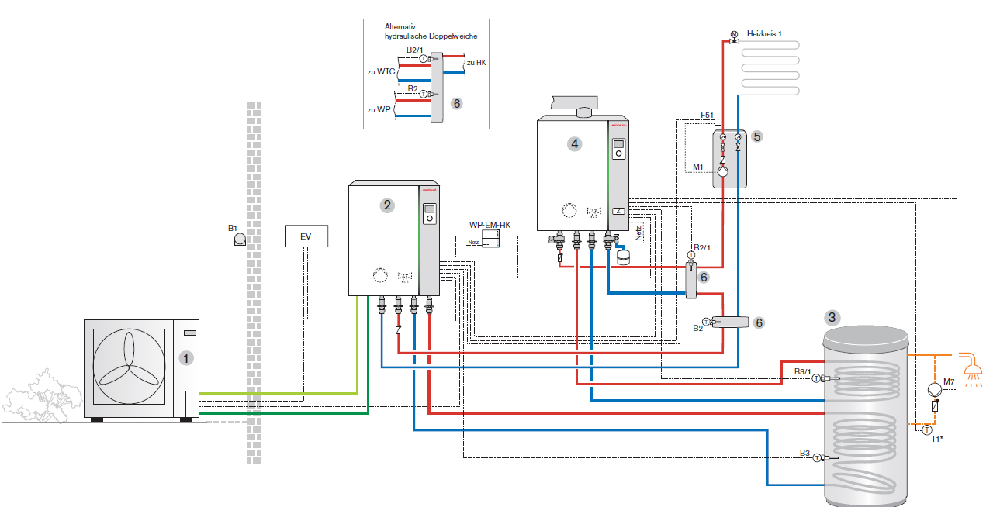 Alternativ
hydraulische Doppelweiche
B2/1
T
zu HK
zu WTC
B2
T
zu WP
6
M
Heizkreis 1
F51
5
M1
weishaupt
4
Z
Netz
weishaupt
2
WP-EM-HK
Netz
B1
EV
B2/1
T
6
B2
T
6
3
1
B3/1
T
M7
T
T1*
B3
T